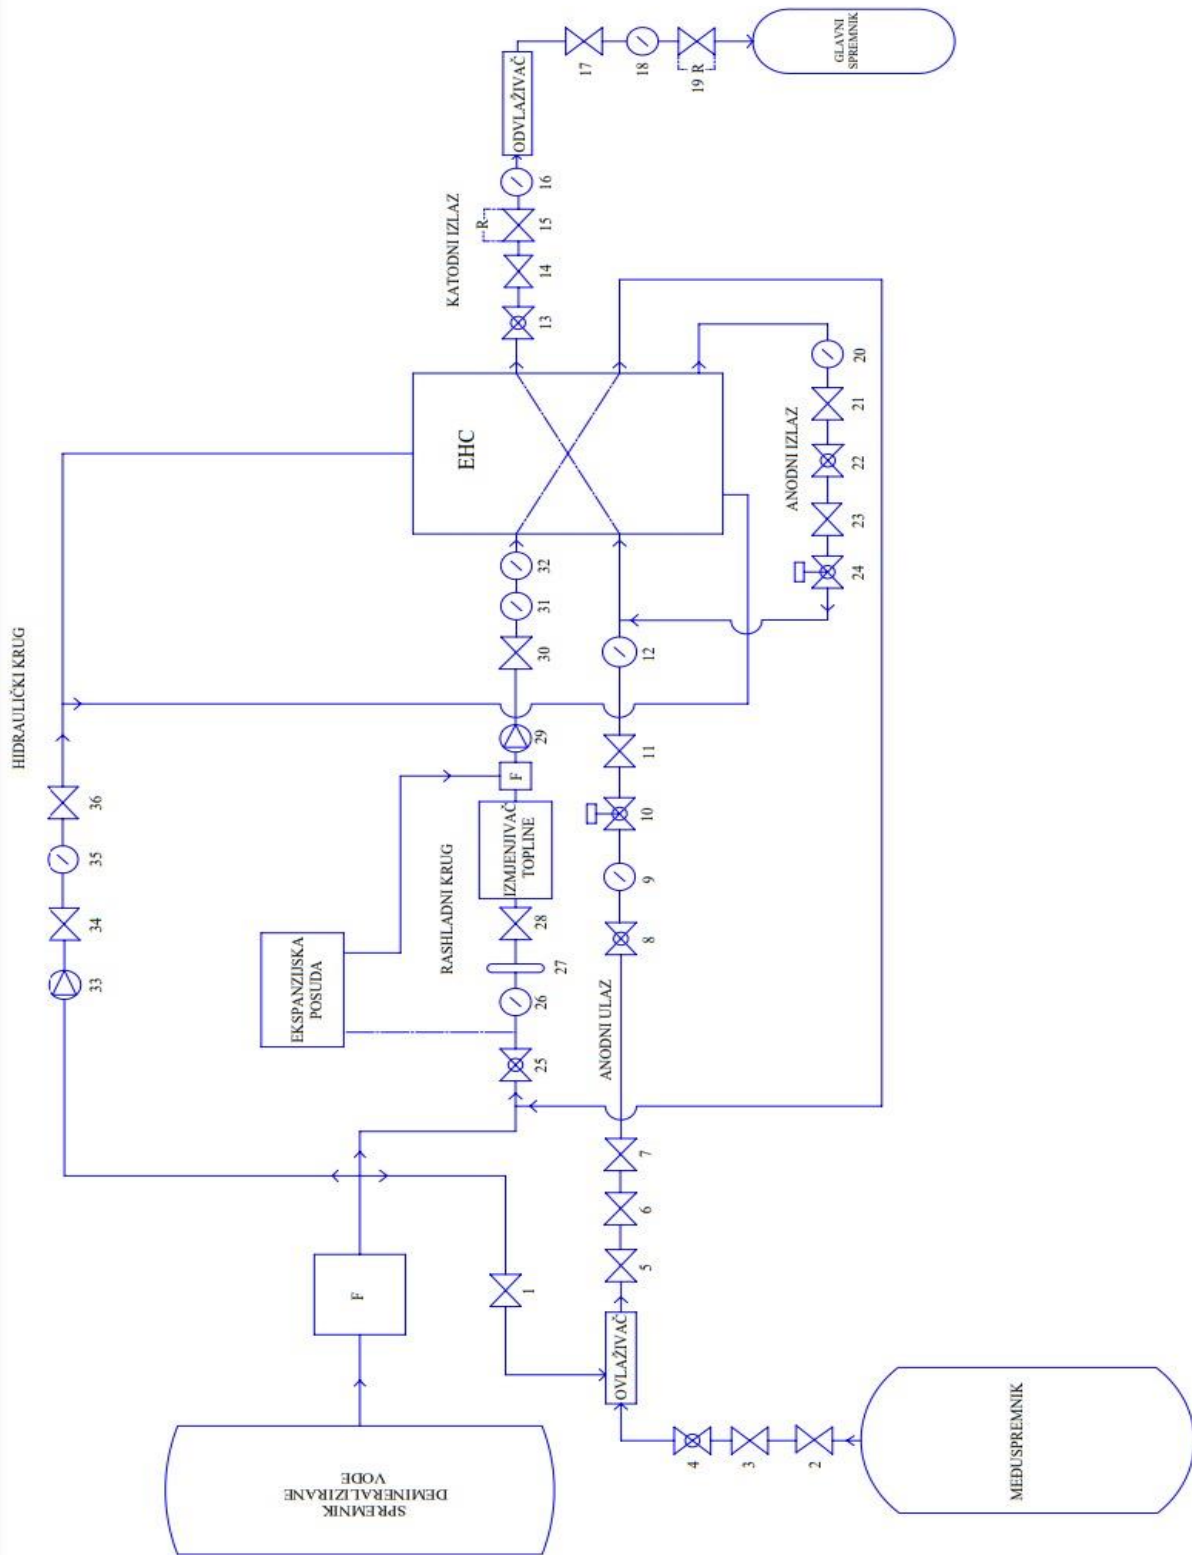 HIDRAULIČKI KRUG
33
34
35
36
SPREMNIK
DEMINERALIZIRANE
VODE
F
EKSPANZIJSKA
POSUDA
RASHLADNI KRUG
25
26
27
28
IZMJENJIVAČ
TOPLINE
F
29
30
31
32
EHC
KATODNI IZLAZ
13
14
15
R
16
ODVLAŽIVAČ
17
18
19 R
GLAVNI
SPREMNIK
1
OVLAŽIVAČ
5
6
7
ANODNI ULAZ
8
9
10
11
12
4
3
2
MEĐUSPREMNIK
ANODNI IZLAZ
24
23
22
21
20